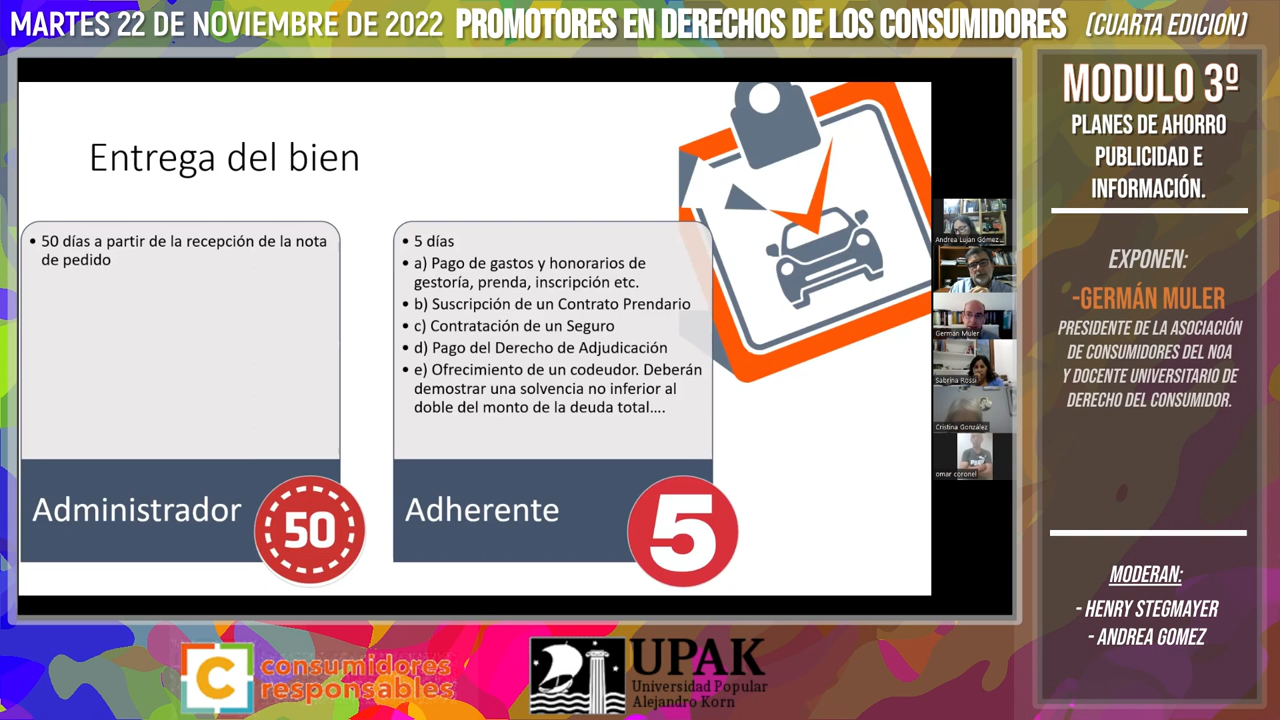 MARTES 22 DE NOVIEMBRE DE 2022 PROMOTORES EN DERECHOS DE LOS CONSUMIDORES (CUARTA EDICION)
Entrega del bien
• 50 días a partir de la recepción de la nota
de pedido
Administrador
50
• 5 días
• a) Pago de gastos y honorarios de
gestoría, prenda, inscripción etc.
• b) Suscripción de un Contrato Prendario
• c) Contratación de un Seguro
• d) Pago del Derecho de Adjudicación
• e) Ofrecimiento de un codeudor. Deberán
demostrar una solvencia no inferior al
doble del monto de la deuda total....
Adherente
5
Andrea Lujan Gómez...
Germán Muler
Sabrina Rossi
Cristina González
omar coronel
MODULO 3º
PLANES DE AHORRO
PUBLICIDAD E
INFORMACIÓN.
EXPONEN:
-GERMÁN MULER
PRESIDENTE DE LA ASOCIACIÓN
DE CONSUMIDORES DEL NOA
Y DOCENTE UNIVERSITARIO DE
DERECHO DEL CONSUMIDOR.
MODERAN:
- HENRY STEGMAYER
- ANDREA GOMEZ
C
consumidores
responsables
UPAK
Universidad Popular
Alejandro Korn